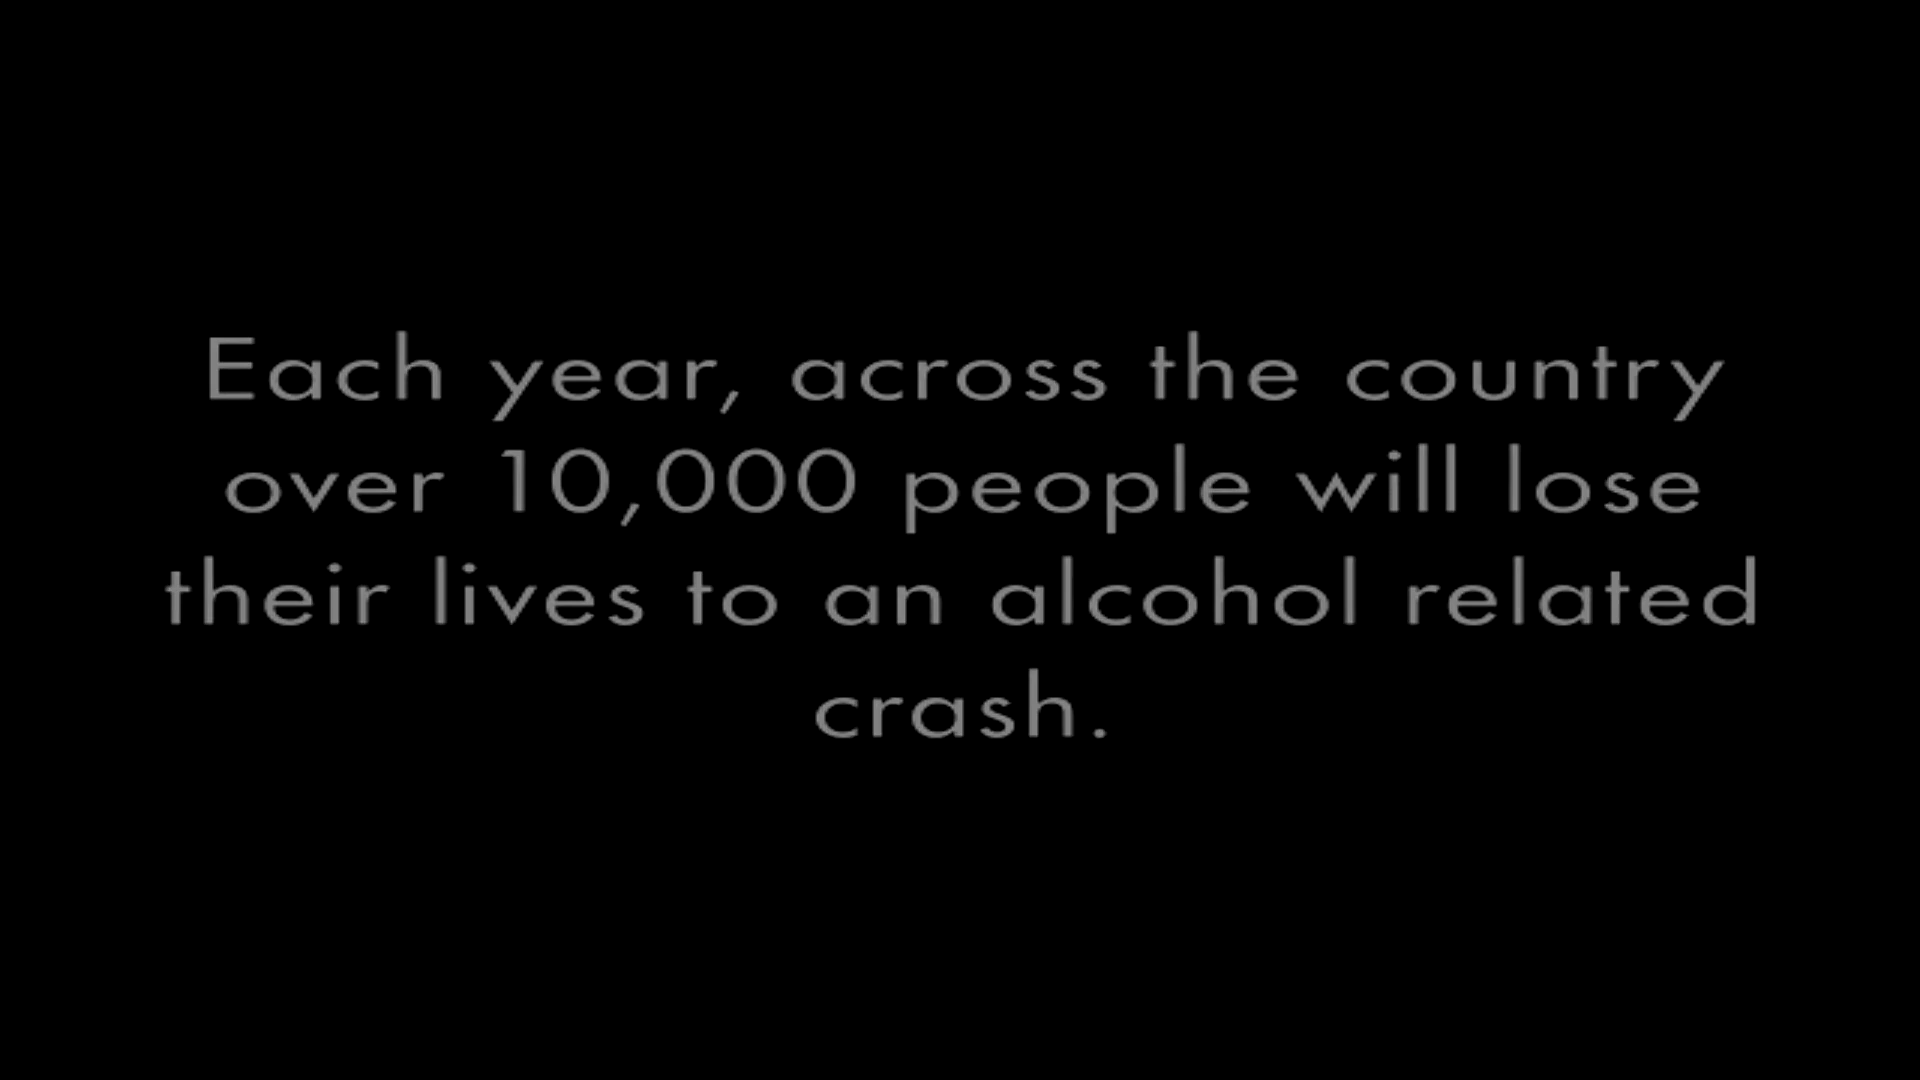 Each year, across the country
over 10,000 people will lose
their lives to an alcohol related
crash.